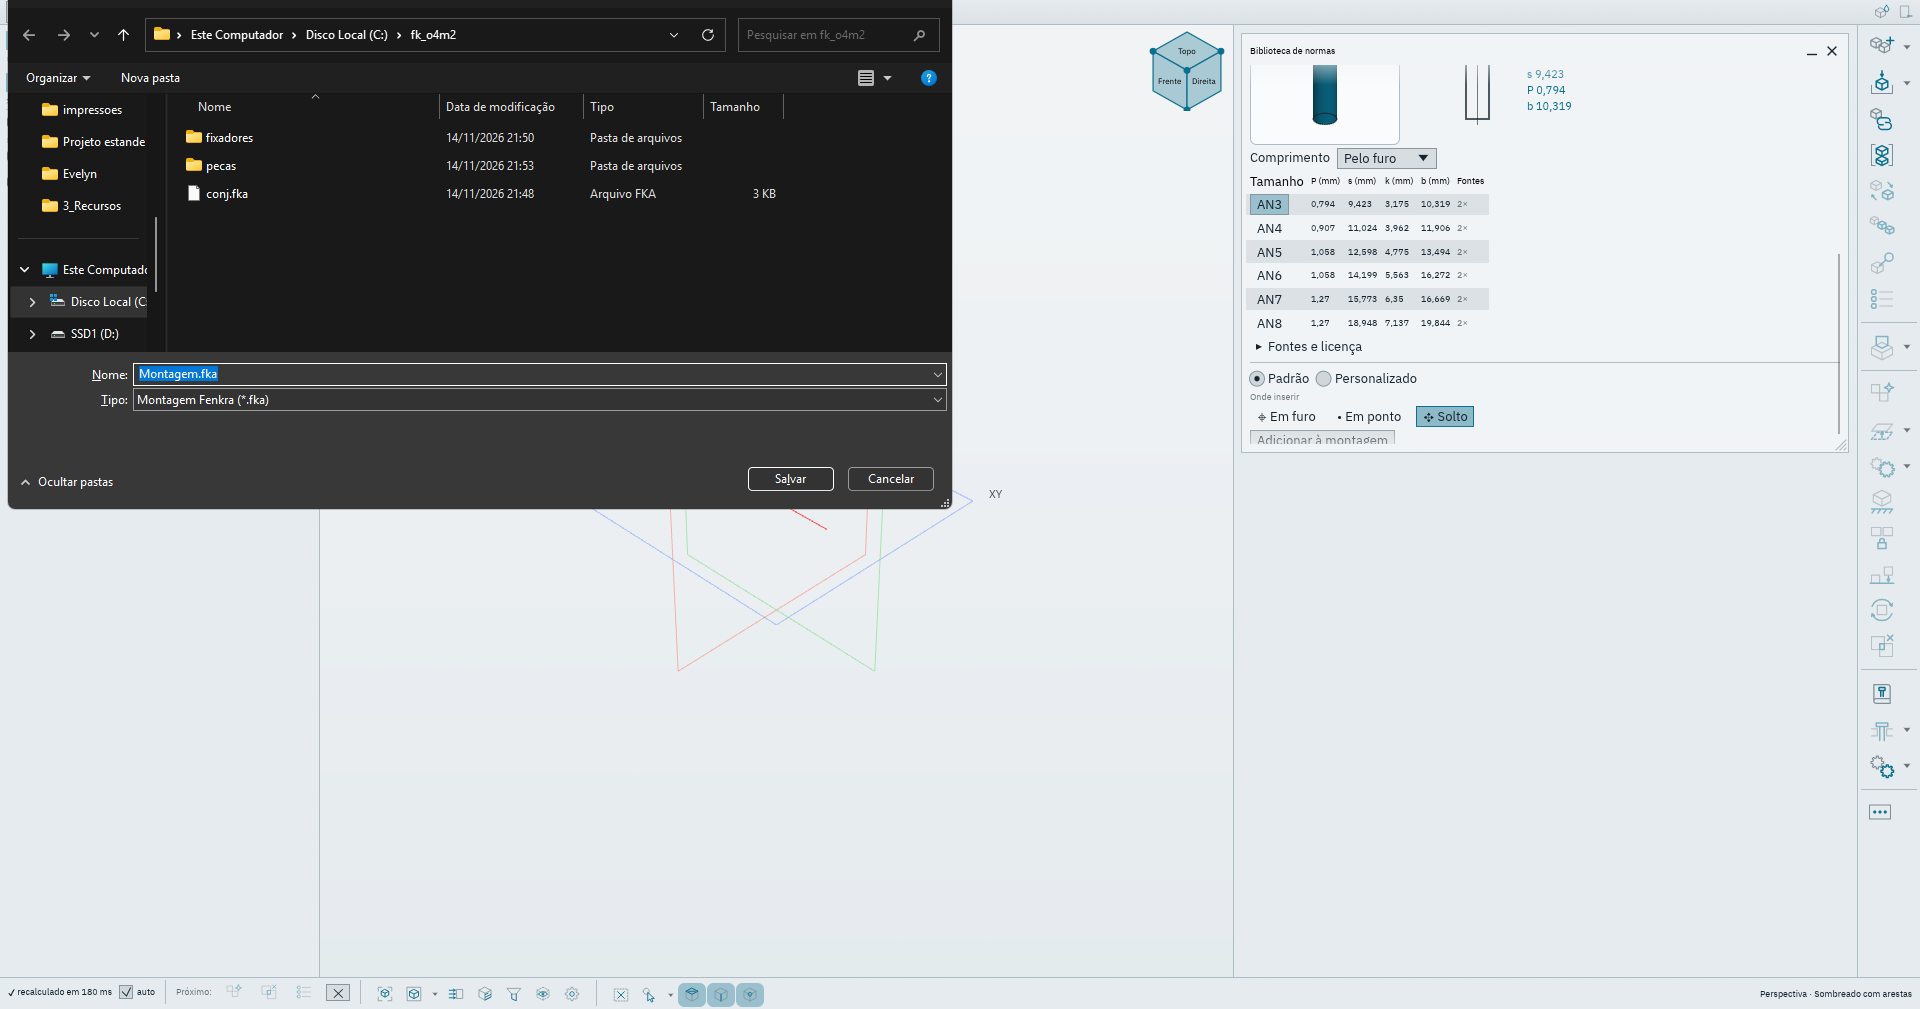 Este Computador
Disco Local (C:)
fk_o4m2
Pesquisar em fk_o4m2
Organizar
Nova pasta
impressoes
Projeto estande
Evelyn
3_Recursos
Este Computado
Disco Local (C:
SSD1 (D:)
Nome Data de modificação Tipo Tamanho
fixadores 14/11/2026 21:50 Pasta de arquivos
pecas 14/11/2026 21:53 Pasta de arquivos
conj.fka 14/11/2026 21:48 Arquivo FKA 3 KB
Nome: Montagem.fka
Tipo: Montagem Fenkra (*.fka)
Ocultar pastas
Salvar
Cancelar
Topo
Frente
Direita
XY
Biblioteca de normas
s 9,423
P 0,794
b 10,319
Comprimento Pelo furo
Tamanho P (mm) s (mm) k (mm) b (mm) Fontes
AN3 0,794 9,423 3,175 10,319 2×
AN4 0,907 11,024 3,962 11,906 2×
AN5 1,058 12,598 4,775 13,494 2×
AN6 1,058 14,199 5,563 16,272 2×
AN7 1,27 15,773 6,35 16,669 2×
AN8 1,27 18,948 7,137 19,844 2×
Fontes e licença
Padrão Personalizado
Onde inserir
Em furo Em ponto Solto
Adicionar à montagem
recalculado em 180 ms auto Próximo:
Perspectiva · Sombreado com arestas